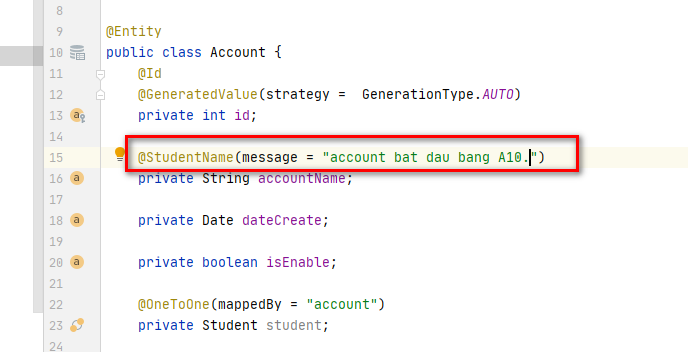 8
9 @Entity
10 public class Account {
11 @Id
12 @GeneratedValue(strategy =  GenerationType.AUTO)
13 private int id;
14
15 @StudentName(message = "account bat dau bang A10.")
16 private String accountName;
17
18 private Date dateCreate;
19
20 private boolean isEnable;
21
22 @OneToOne(mappedBy = "account")
23 private Student student;
24